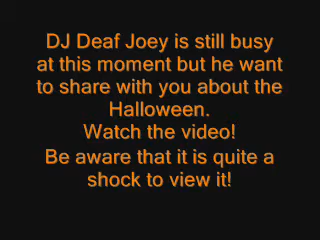 DJ Deaf Joey is still busy
at this moment but he want
to share with you about the
Halloween.
Watch the video!
Be aware that it is quite a
shock to view it!